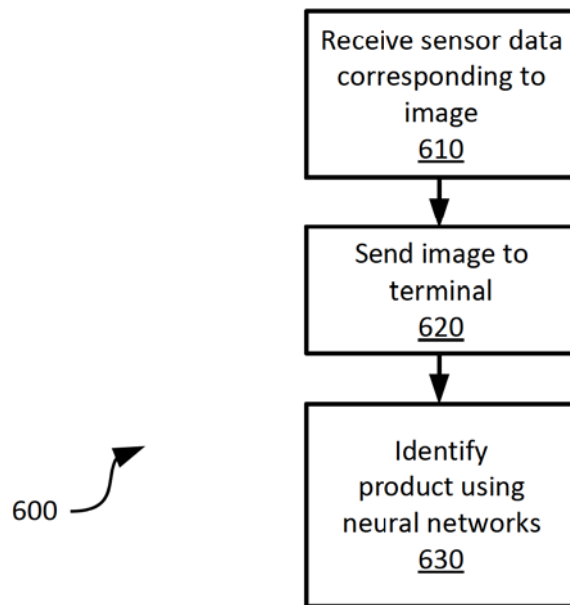 Receive sensor data
corresponding to
image
610
Send image to
terminal
620
Identify
product using
neural networks
630
600